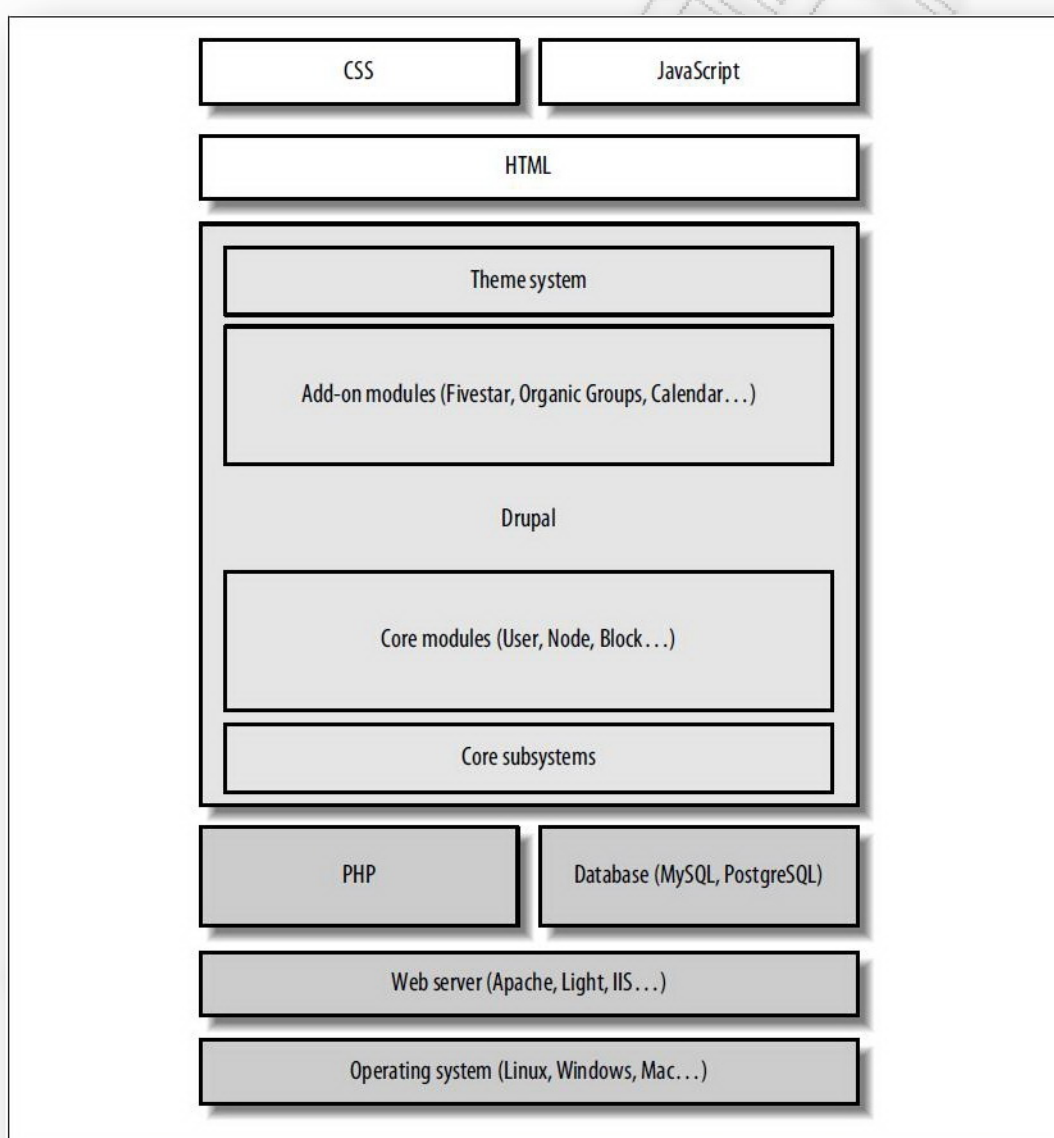 CSS
JavaScript
HTML
Theme system
Add-on modules (Fivestar, Organic Groups, Calendar...)
Drupal
Core modules (User, Node, Block...)
Core subsystems
PHP
Database (MySQL, PostgreSQL)
Web server (Apache, Light, IIS...)
Operating system (Linux, Windows, Mac...)